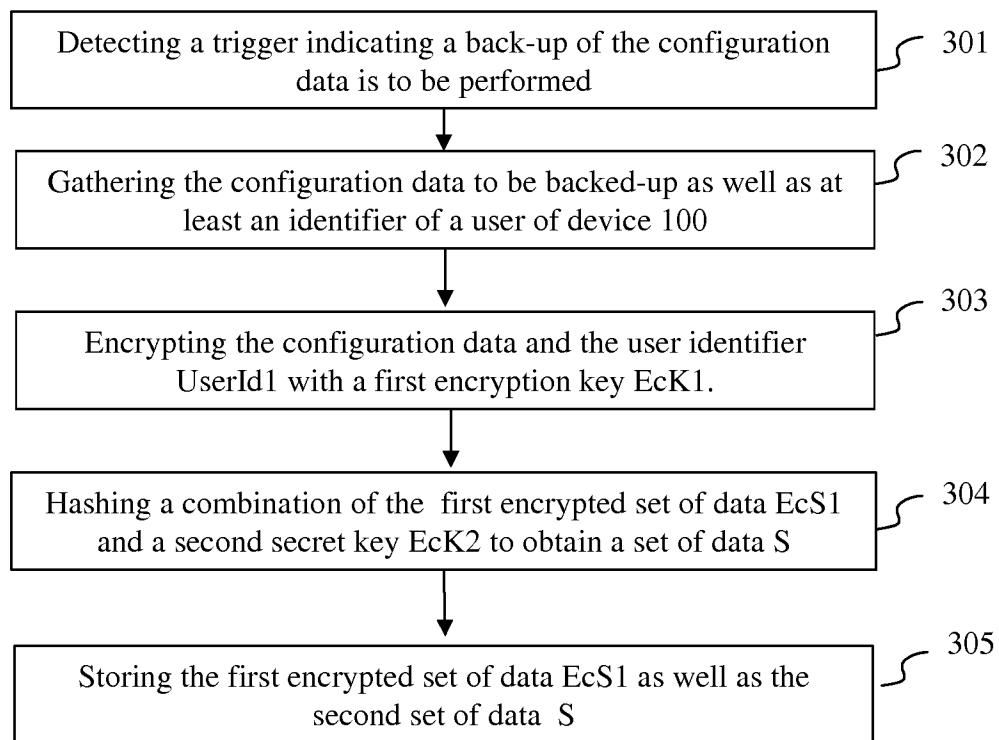 Detecting a trigger indicating a back-up of the configuration
data is to be performed
301
Gathering the configuration data to be backed-up as well as at
least an identifier of a user of device 100
302
Encrypting the configuration data and the user identifier
UserId1 with a first encryption key EcK1.
303
Hashing a combination of the first encrypted set of data EcS1
and a second secret key EcK2 to obtain a set of data S
304
Storing the first encrypted set of data EcS1 as well as the
second set of data S
305